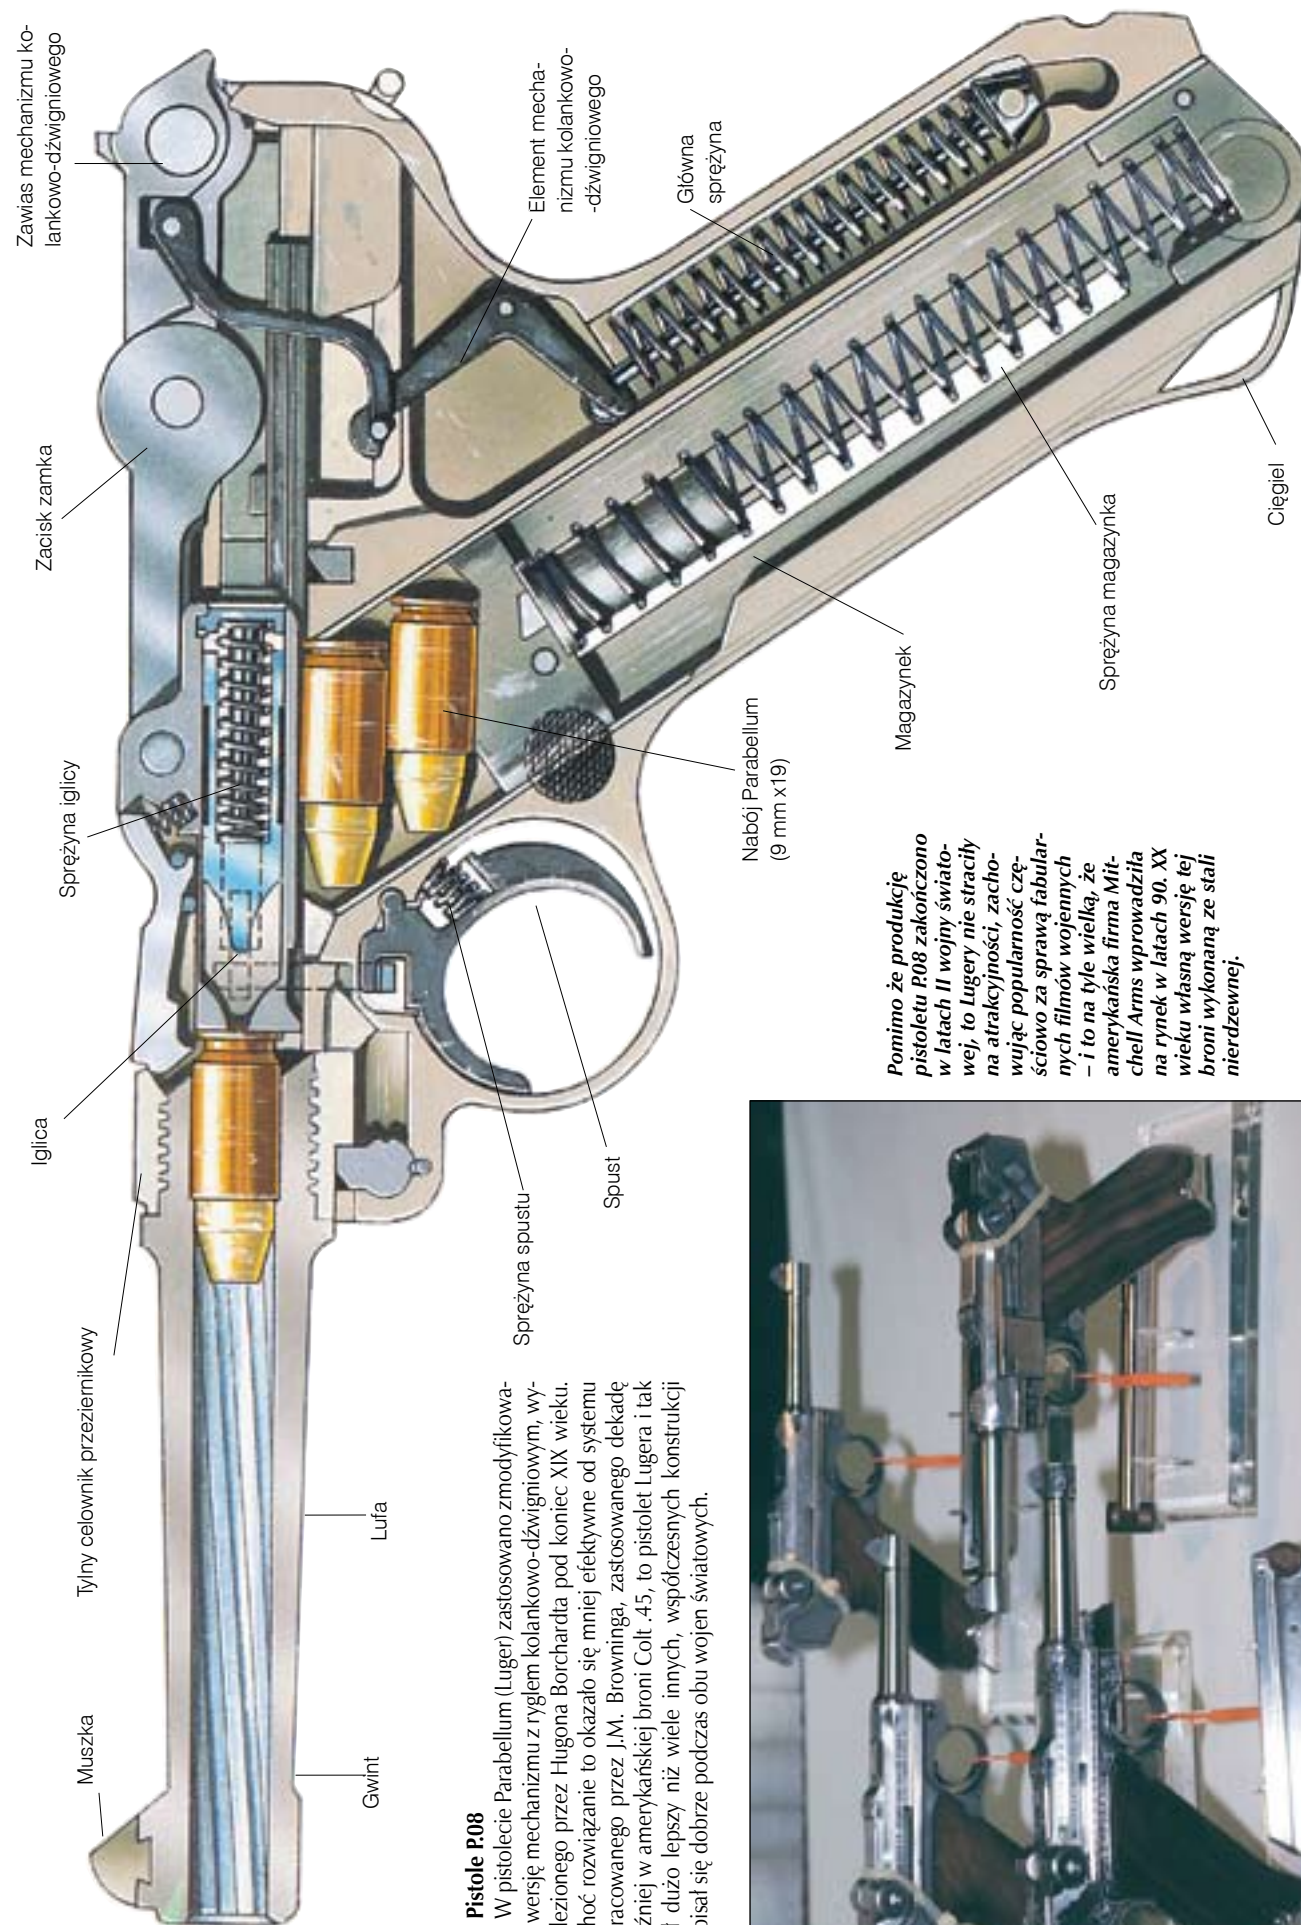 Muszka
Tylny celownik przeziernikowy
Iglica
Sprężyna iglicy
Zacisk zamka
Zawias mechanizmu ko-
lankowo-dźwigniowego
Gwint
Lufa
Sprężyna spustu
Spust
Nabój Parabellum
(9 mm x19)
Element mecha-
nizmu kolankowo-
-dźwigniowego
Główna
sprężyna
Magazynek
Sprężyna magazynka
Cięgiel
Pistole P.08
W pistolecie Parabellum (Luger) zastosowano zmodyfikowa-
wersję mechanizmu z ryglem kolankowo-dźwigniowym, wy-
lezionego przez Hugona Borchardta pod koniec XIX wieku.
hoć rozwiązanie to okazało się mniej efektywne od systemu
racowanego przez J.M. Browninga, zastosowanego dekadę
źniej w amerykańskiej broni Colt .45, to pistolet Lugera i tak
ł dużo lepszy niż wiele innych, współczesnych konstrukcji
pisał się dobrze podczas obu wojen światowych.
Pomimo że produkcję
pistoletu P.08 zakończono
w latach II wojny świato-
wej, to Lugery nie straciły
na atrakcyjności, zacho-
wując popularność czę-
ściowo za sprawą fabular-
nych filmów wojennych
– i to na tyle wielką, że
amerykańska firma Mit-
chell Arms wprowadziła
na rynek w latach 90. XX
wieku własną wersję tej
broni wykonaną ze stali
nierdzewnej.